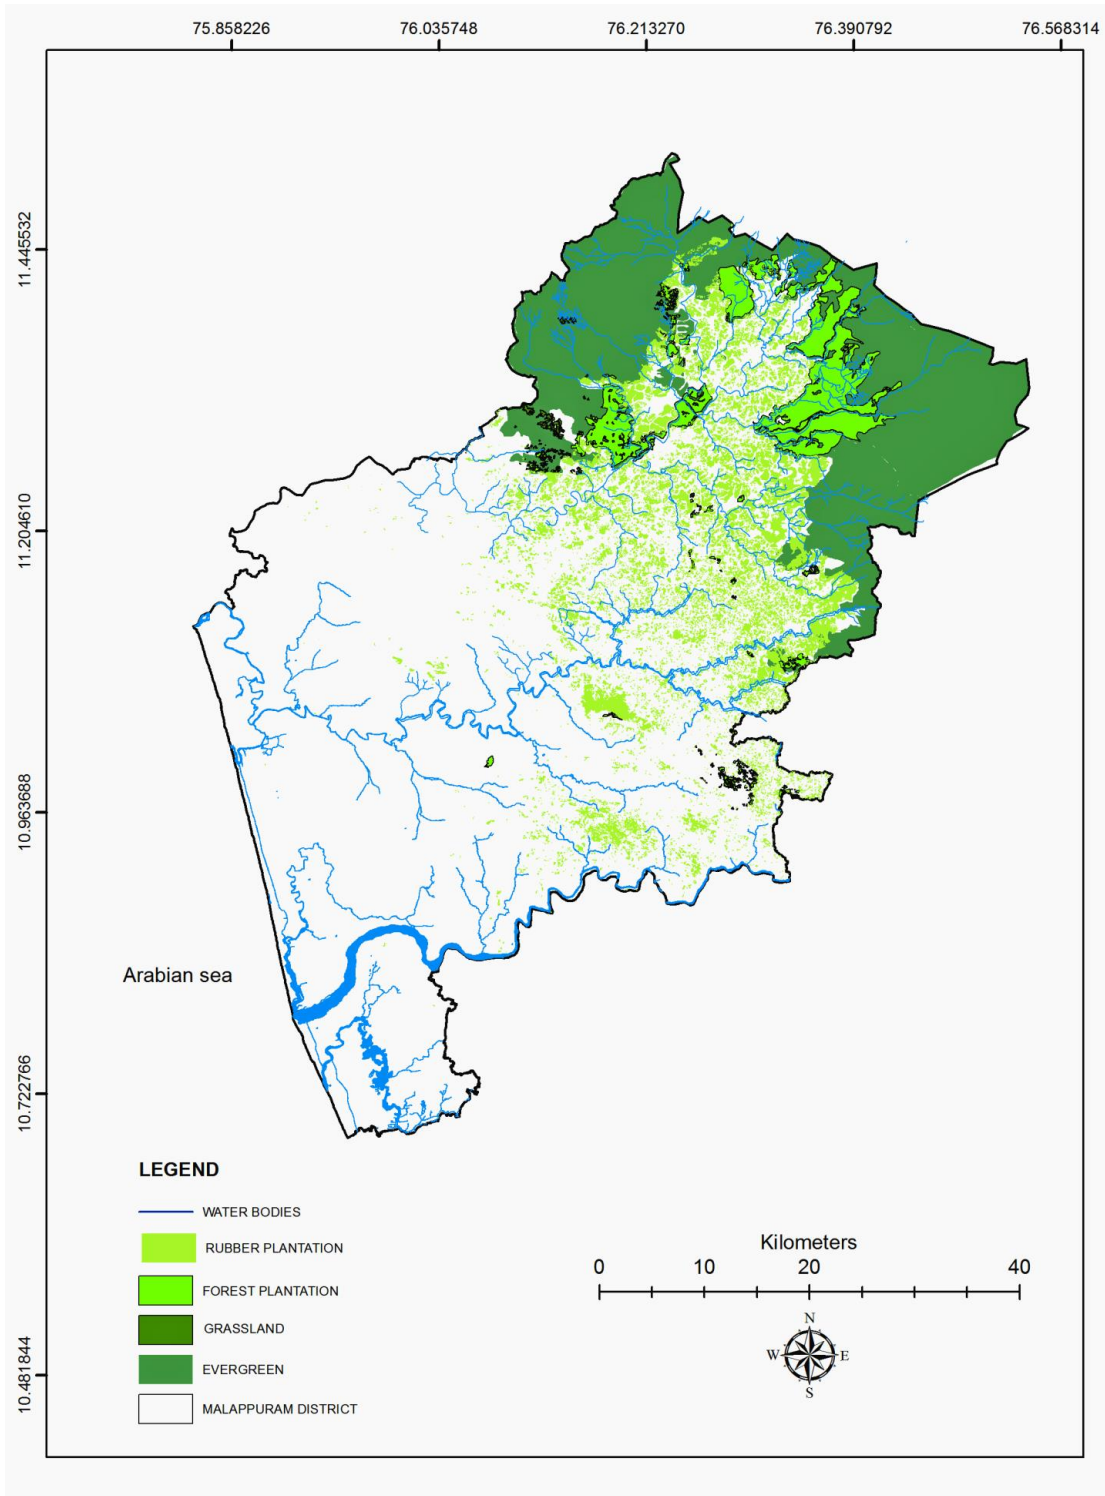 75.858226 76.035748 76.213270 76.390792 76.568314
11.445532
11.204610
10.963688
10.722766
10.481844
Arabian sea
LEGEND
WATER BODIES
RUBBER PLANTATION
FOREST PLANTATION
GRASSLAND
EVERGREEN
MALAPPURAM DISTRICT
Kilometers
0 10 20 40
N
W E
S